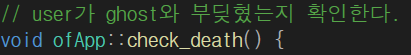 // user가 ghost와 부딪혔는지 확인한다.
void ofApp::check_death() {